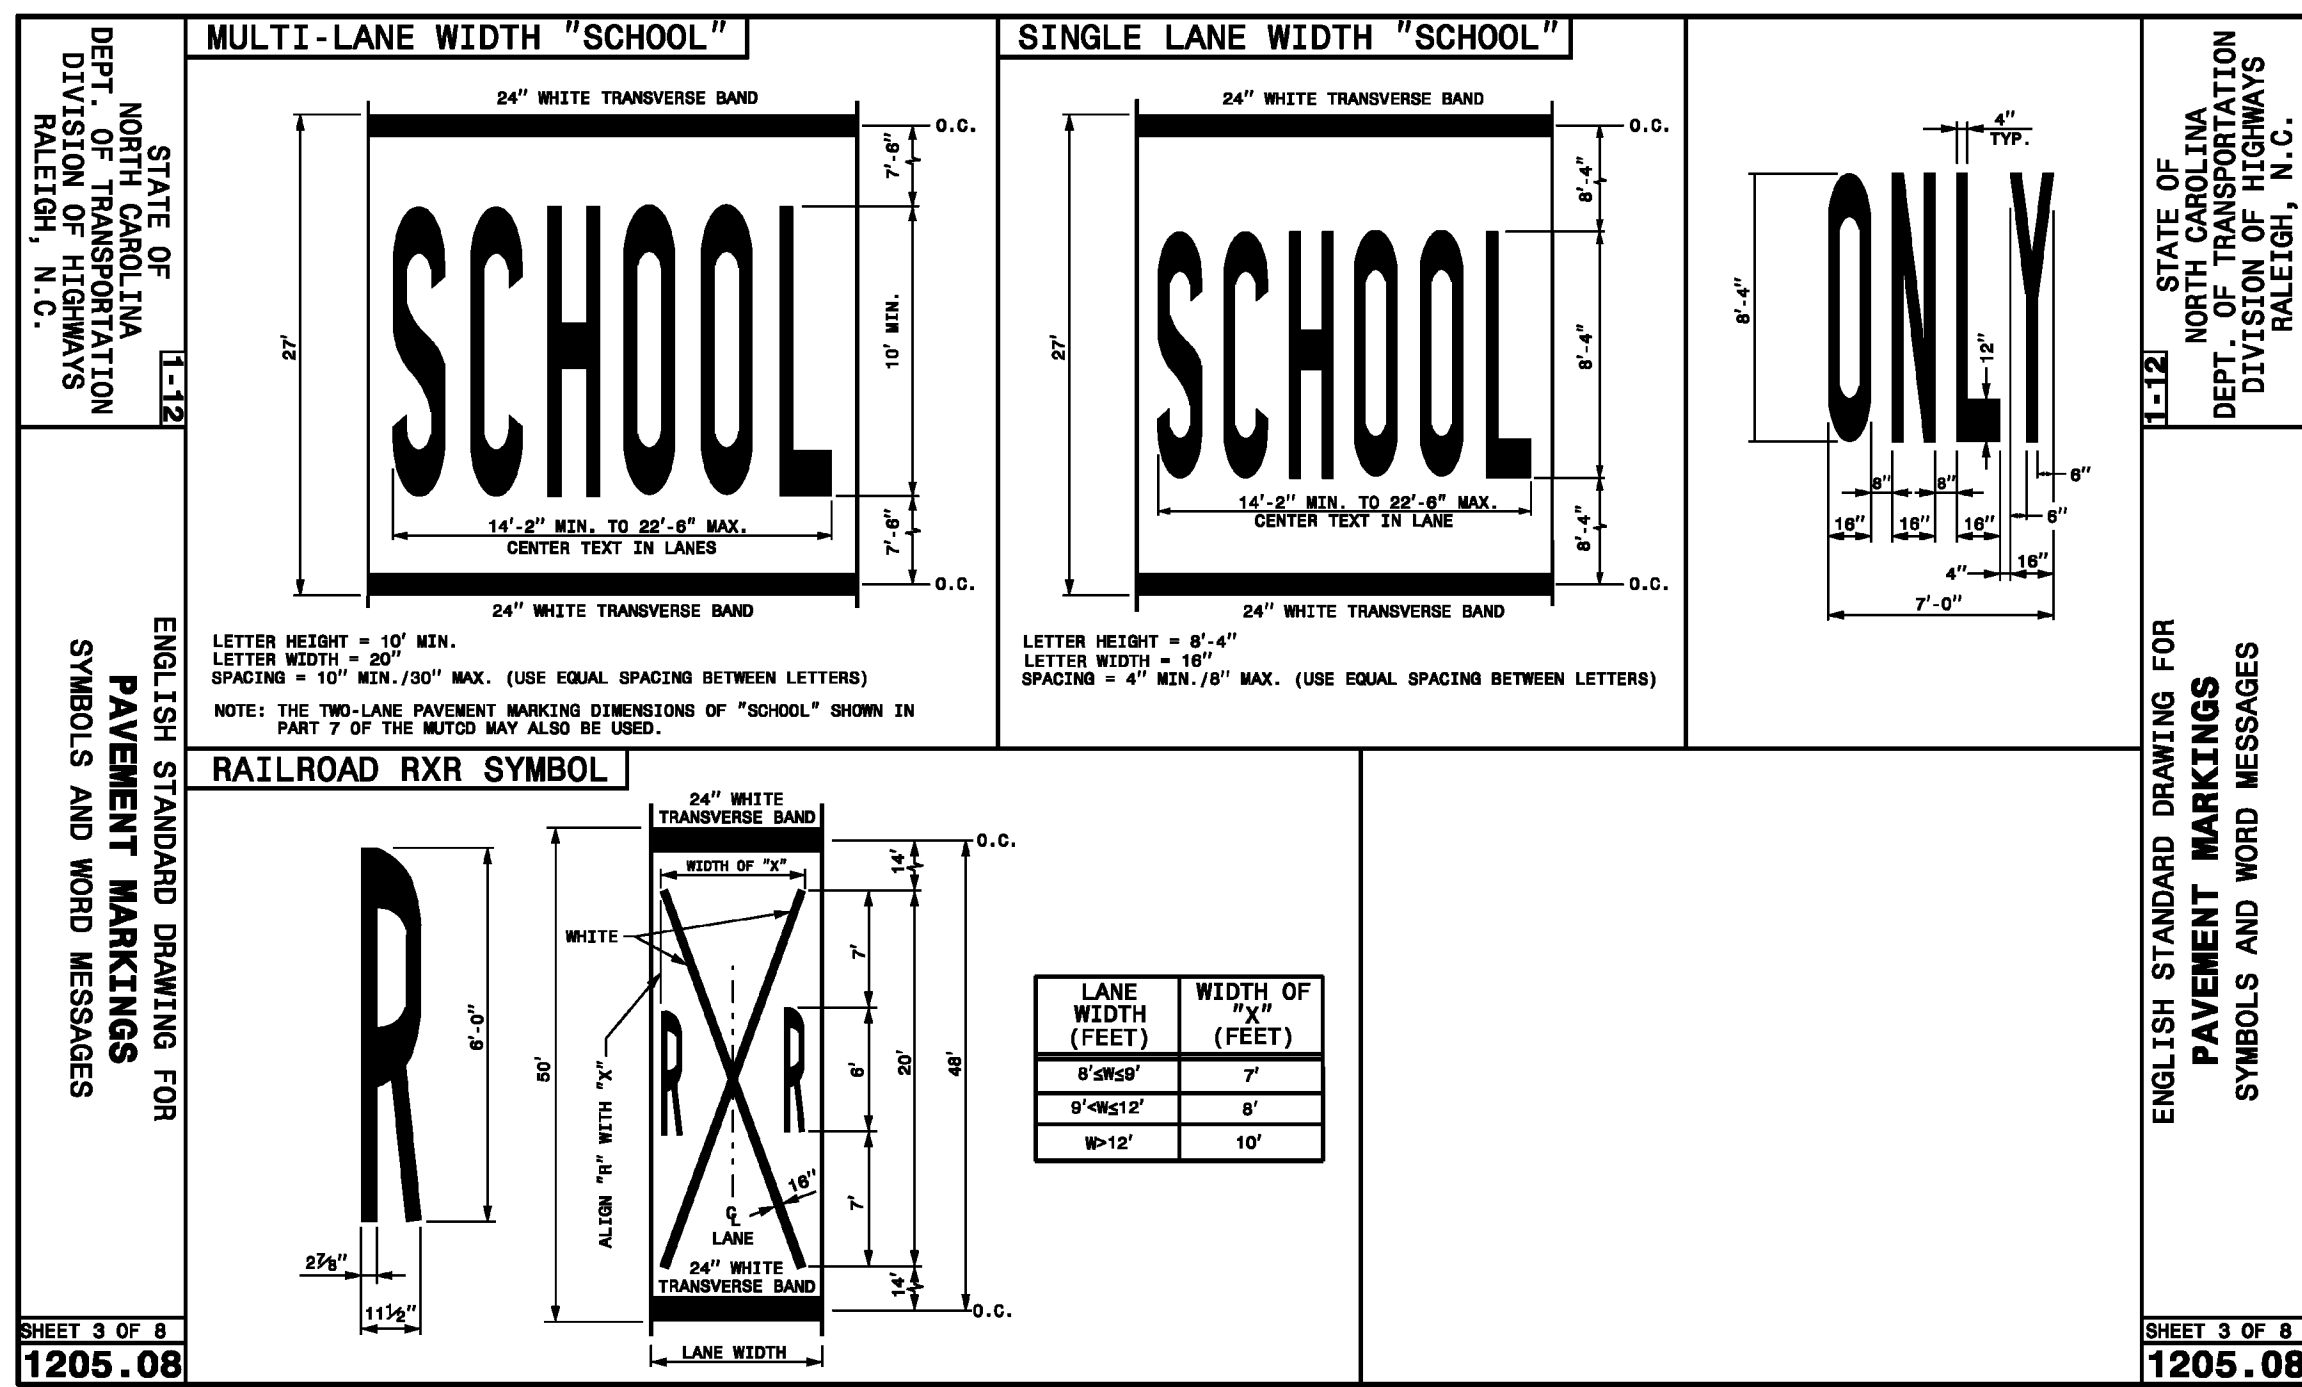 STATE OF
NORTH CAROLINA
DEPT. OF TRANSPORTATION
DIVISION OF HIGHWAYS
RALEIGH, N.C.
1-12
ENGLISH STANDARD DRAWING FOR
PAVEMENT MARKINGS
SYMBOLS AND WORD MESSAGES
SHEET 3 OF 8
1205.08
MULTI-LANE WIDTH "SCHOOL"
24" WHITE TRANSVERSE BAND
O.C.
7'-6"
27'
SCHOOL
10' MIN.
14'-2" MIN. TO 22'-6" MAX.
CENTER TEXT IN LANES
7'-6"
O.C.
24" WHITE TRANSVERSE BAND
LETTER HEIGHT = 10' MIN.
LETTER WIDTH = 20"
SPACING = 10" MIN./30" MAX. (USE EQUAL SPACING BETWEEN LETTERS)
NOTE: THE TWO-LANE PAVEMENT MARKING DIMENSIONS OF "SCHOOL" SHOWN IN
PART 7 OF THE MUTCD MAY ALSO BE USED.
SINGLE LANE WIDTH "SCHOOL"
24" WHITE TRANSVERSE BAND
O.C.
8'-4"
27'
SCHOOL
8'-4"
14'-2" MIN. TO 22'-6" MAX.
CENTER TEXT IN LANE
8'-4"
O.C.
24" WHITE TRANSVERSE BAND
LETTER HEIGHT = 8'-4"
LETTER WIDTH = 16"
SPACING = 4" MIN./8" MAX. (USE EQUAL SPACING BETWEEN LETTERS)
4"
TYP.
8'-4"
ONLY
12"
6"
8"
8"
6"
16"
16"
16"
16"
4"
7'-0"
RAILROAD RXR SYMBOL
R
6'-0"
2⅞"
11½"
24" WHITE
TRANSVERSE BAND
O.C.
14'
WIDTH OF "X"
WHITE
7'
R X R
50'
6'
20'
48'
ALIGN "R" WITH "X"
16"
7'
CL
LANE
24" WHITE
TRANSVERSE BAND
14'
O.C.
LANE WIDTH
LANE WIDTH (FEET) WIDTH OF "X" (FEET)
8'≤W≤9' 7'
9'<W≤12' 8'
W>12' 10'
STATE OF
NORTH CAROLINA
DEPT. OF TRANSPORTATION
DIVISION OF HIGHWAYS
RALEIGH, N.C.
1-12
ENGLISH STANDARD DRAWING FOR
PAVEMENT MARKINGS
SYMBOLS AND WORD MESSAGES
SHEET 3 OF 8
1205.08